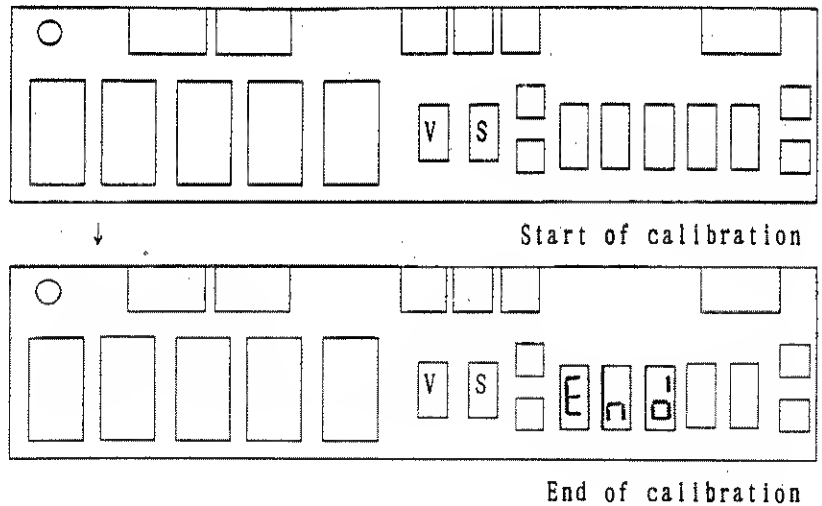 V S
Start of calibration
↓
V S End
End of calibration